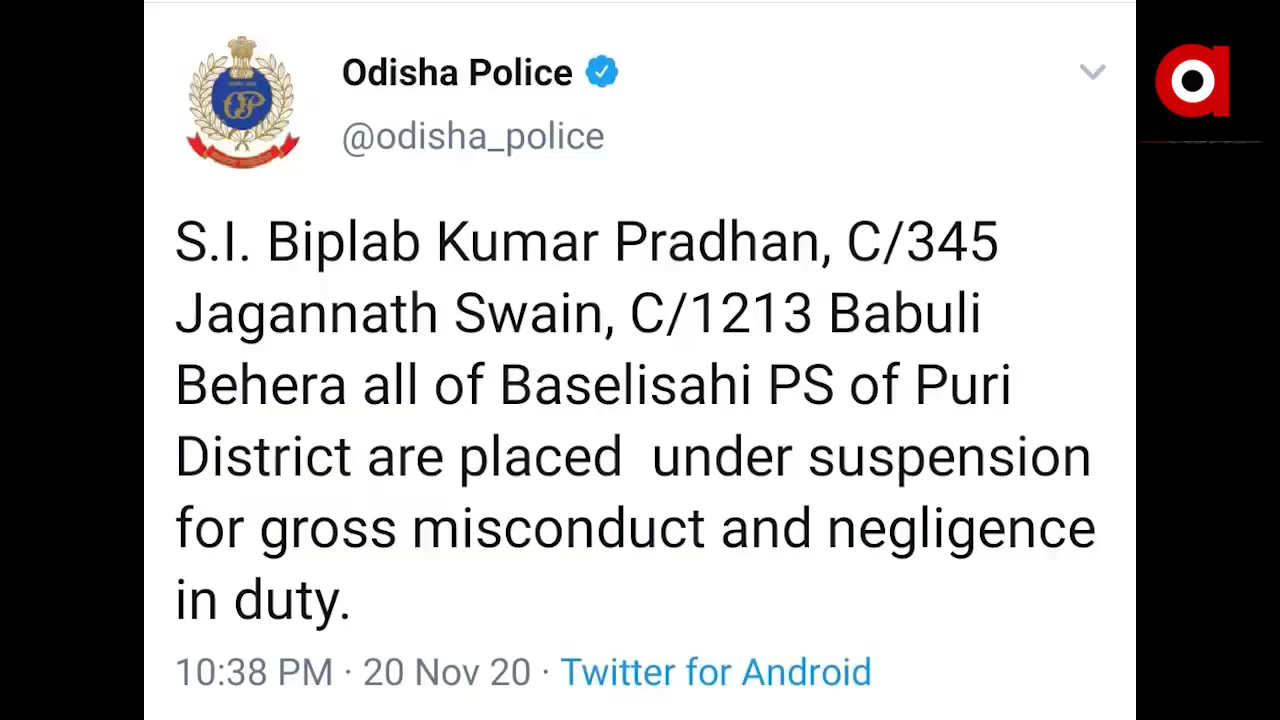 Odisha Police
@odisha_police
S.I. Biplab Kumar Pradhan, C/345
Jagannath Swain, C/1213 Babuli
Behera all of Baselisahi PS of Puri
District are placed  under suspension
for gross misconduct and negligence
in duty.
10:38 PM · 20 Nov 20 · Twitter for Android